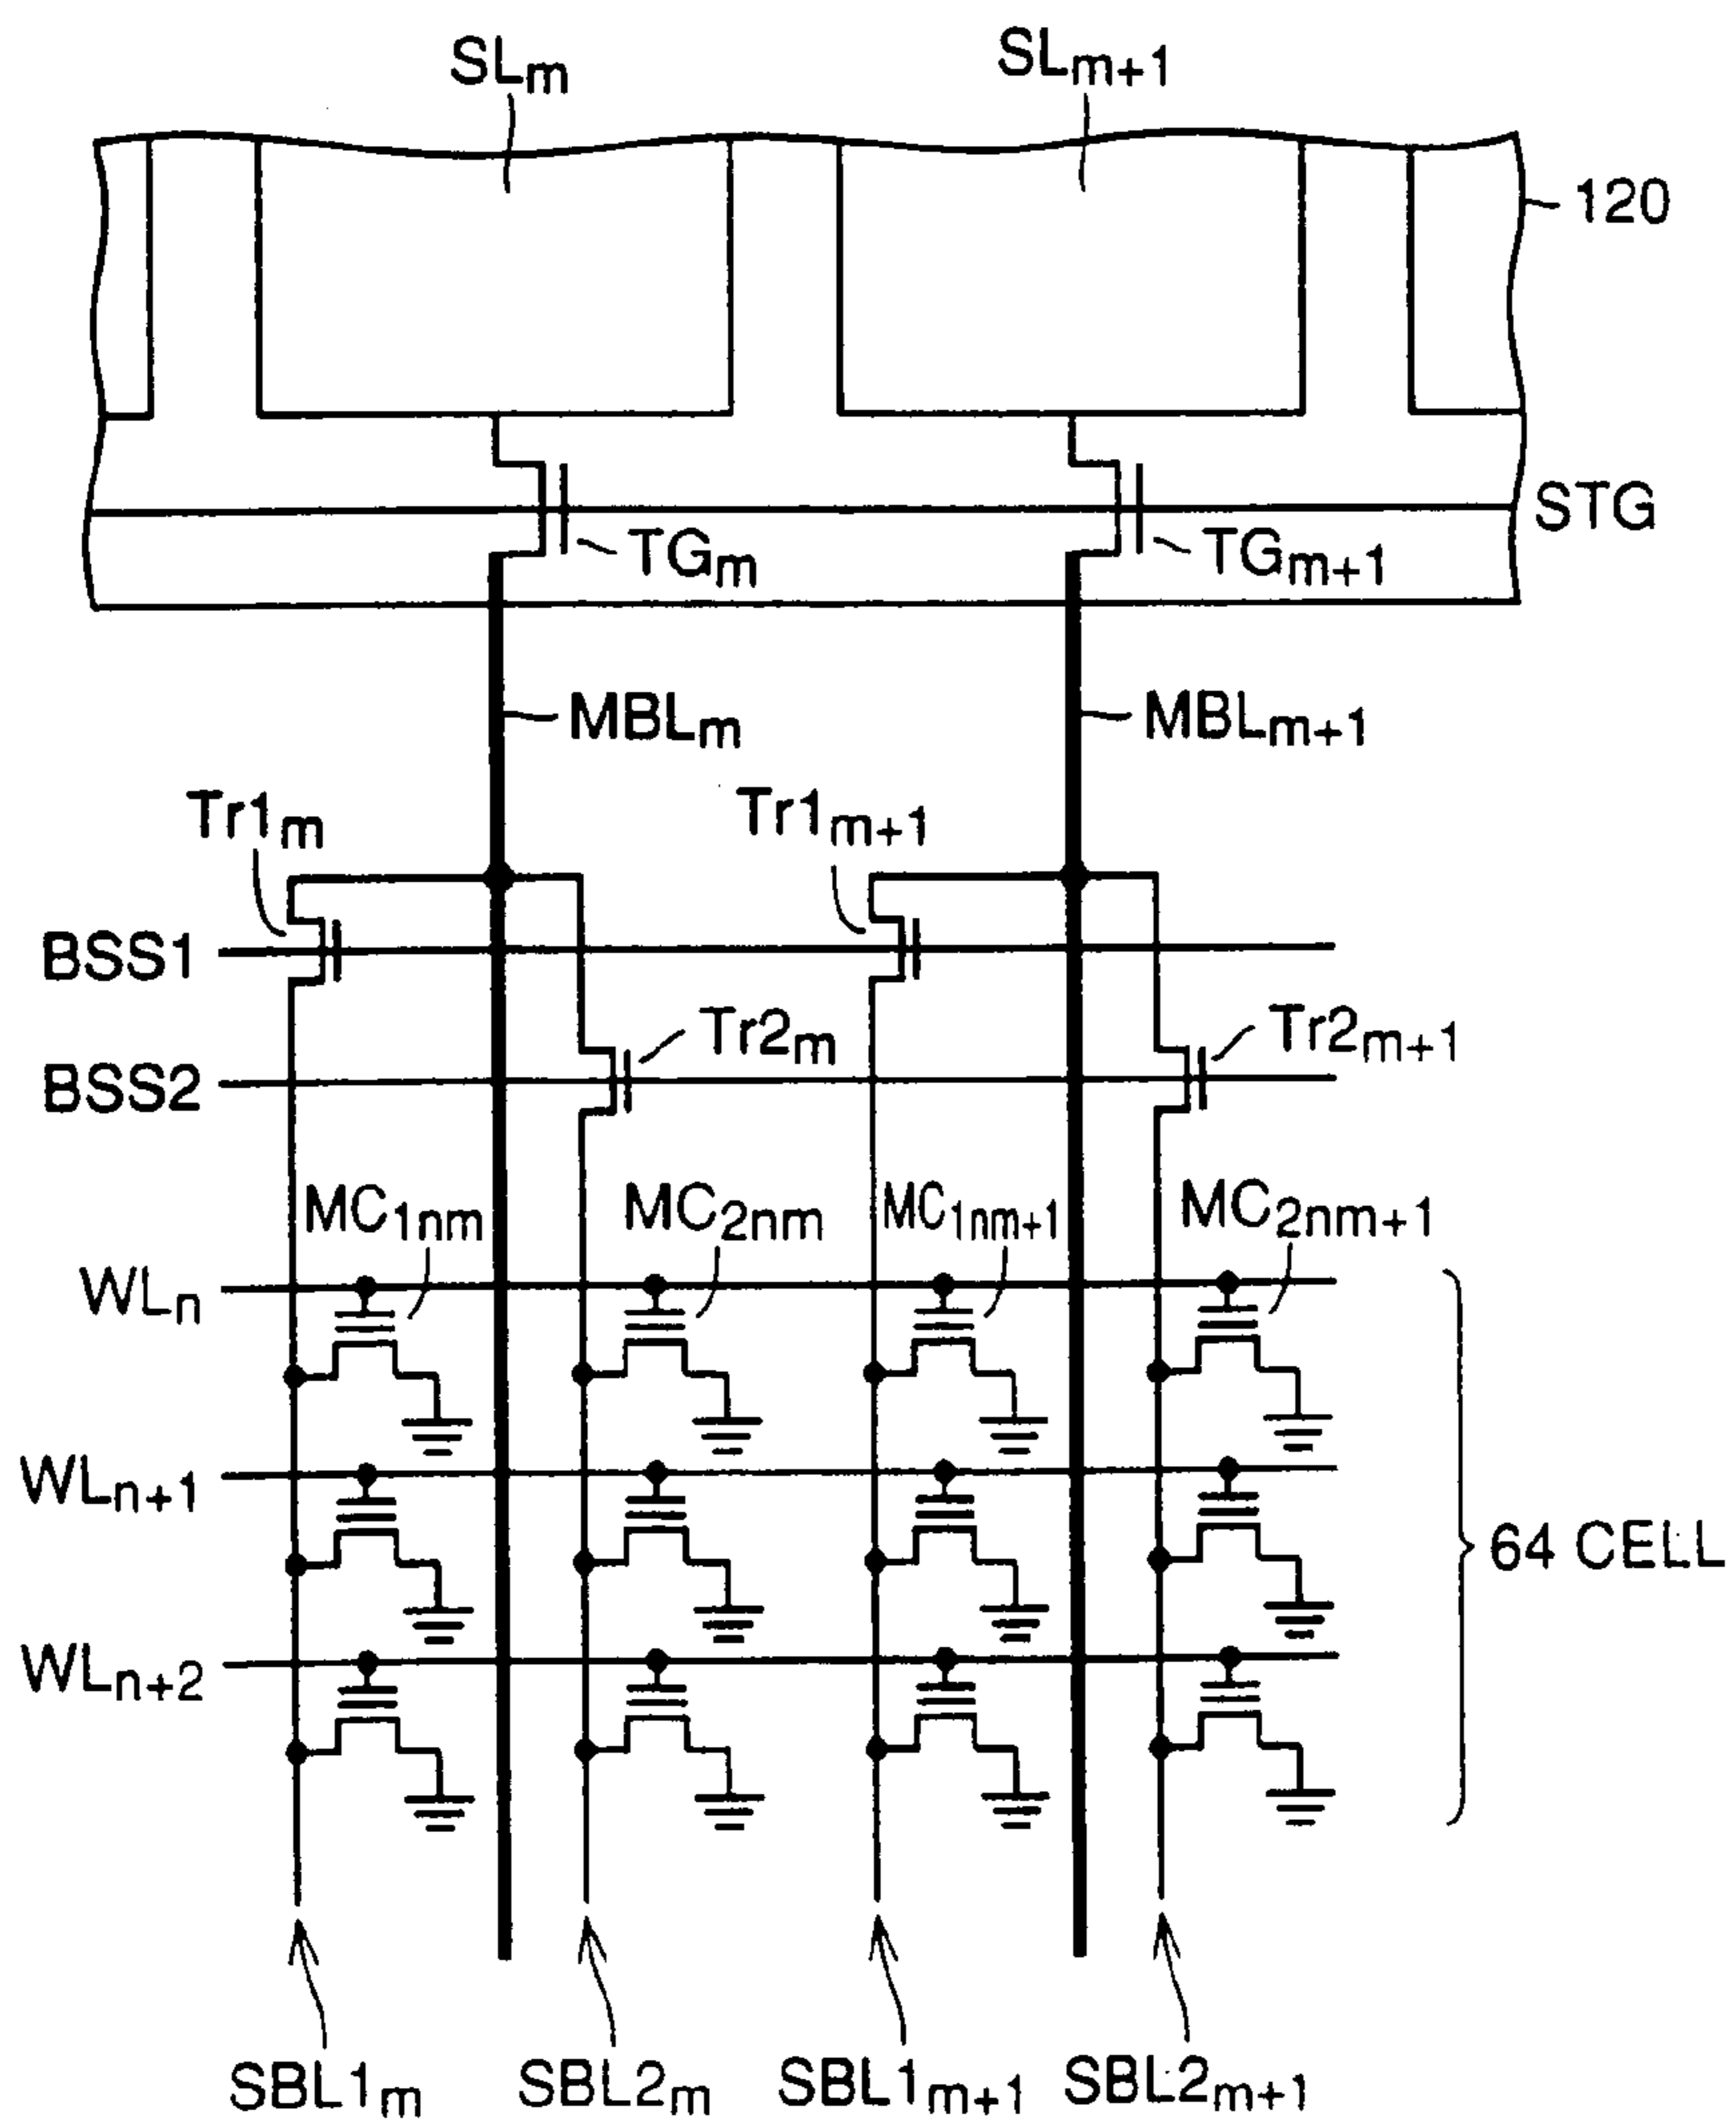 SLm SLm+1
120
STG
TGm TGm+1
MBLm MBLm+1
Tr1m Tr1m+1
BSS1
Tr2m Tr2m+1
BSS2
MC1nm MC2nm MC1nm+1 MC2nm+1
WLn
WLn+1
64 CELL
WLn+2
SBL1m SBL2m SBL1m+1 SBL2m+1